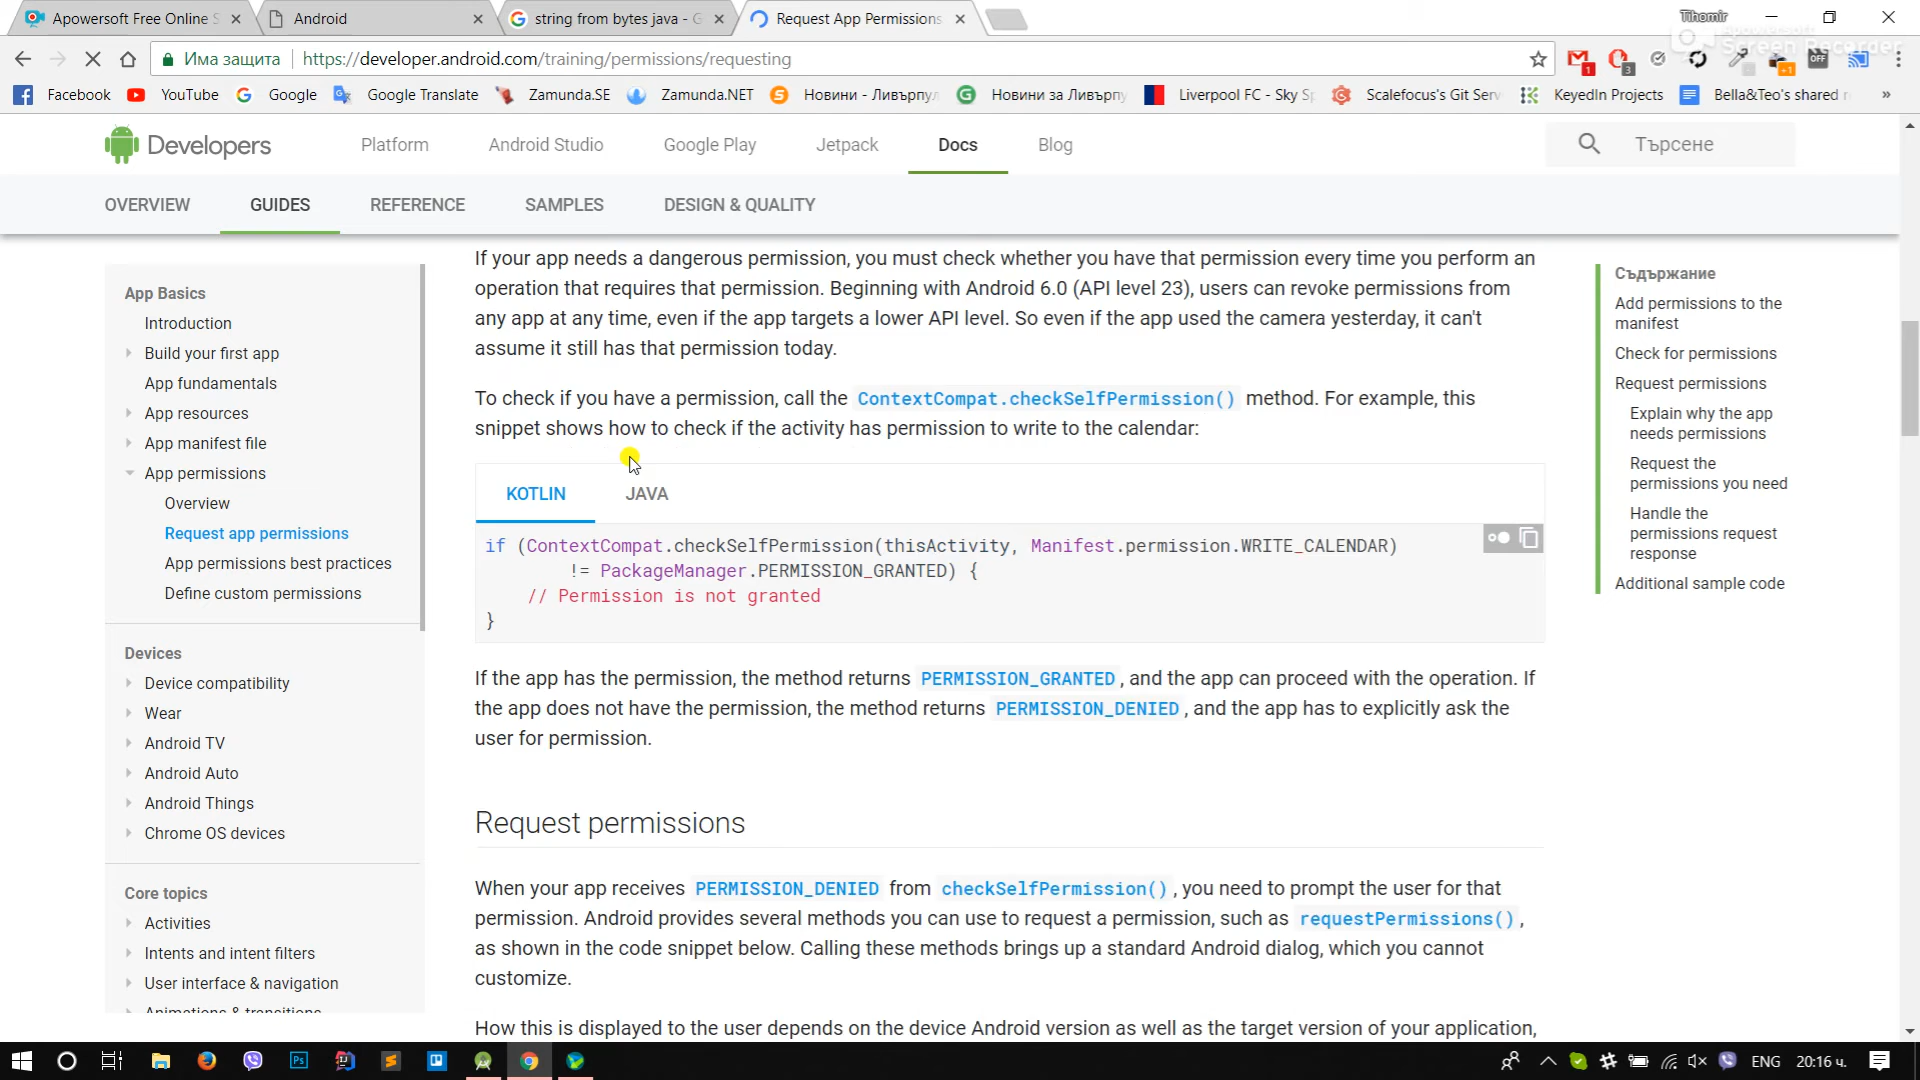 Apowersoft Free Online S
Android
string from bytes java - G
Request App Permissions
Tihomir
Има защита
https://developer.android.com/training/permissions/requesting
1
3
+1
OFF
Facebook
YouTube
Google
Google Translate
Zamunda.SE
Zamunda.NET
Новини - Ливърпул
Новини за Ливърпу
Liverpool FC - Sky Sp
Scalefocus's Git Serv
KeyedIn Projects
Bella&Teo's shared r
»
Developers
Platform
Android Studio
Google Play
Jetpack
Docs
Blog
Търсене
OVERVIEW
GUIDES
REFERENCE
SAMPLES
DESIGN & QUALITY
App Basics
Introduction
Build your first app
App fundamentals
App resources
App manifest file
App permissions
Overview
Request app permissions
App permissions best practices
Define custom permissions
Devices
Device compatibility
Wear
Android TV
Android Auto
Android Things
Chrome OS devices
Core topics
Activities
Intents and intent filters
User interface & navigation
Animations & transitions
If your app needs a dangerous permission, you must check whether you have that permission every time you perform an
operation that requires that permission. Beginning with Android 6.0 (API level 23), users can revoke permissions from
any app at any time, even if the app targets a lower API level. So even if the app used the camera yesterday, it can't
assume it still has that permission today.
To check if you have a permission, call the ContextCompat.checkSelfPermission() method. For example, this
snippet shows how to check if the activity has permission to write to the calendar:
KOTLIN
JAVA
if (ContextCompat.checkSelfPermission(thisActivity, Manifest.permission.WRITE_CALENDAR)
!= PackageManager.PERMISSION_GRANTED) {
// Permission is not granted
}
If the app has the permission, the method returns PERMISSION_GRANTED, and the app can proceed with the operation. If
the app does not have the permission, the method returns PERMISSION_DENIED, and the app has to explicitly ask the
user for permission.
Request permissions
When your app receives PERMISSION_DENIED from checkSelfPermission(), you need to prompt the user for that
permission. Android provides several methods you can use to request a permission, such as requestPermissions(),
as shown in the code snippet below. Calling these methods brings up a standard Android dialog, which you cannot
customize.
How this is displayed to the user depends on the device Android version as well as the target version of your application,
Съдържание
Add permissions to the
manifest
Check for permissions
Request permissions
Explain why the app
needs permissions
Request the
permissions you need
Handle the
permissions request
response
Additional sample code
ENG
20:16 ч.